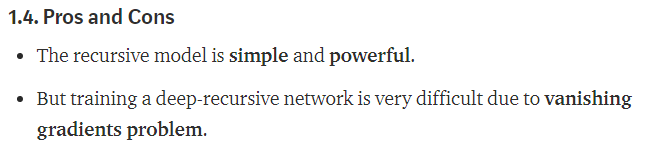 1.4. Pros and Cons
• The recursive model is simple and powerful.
• But training a deep-recursive network is very difficult due to vanishing
gradients problem.